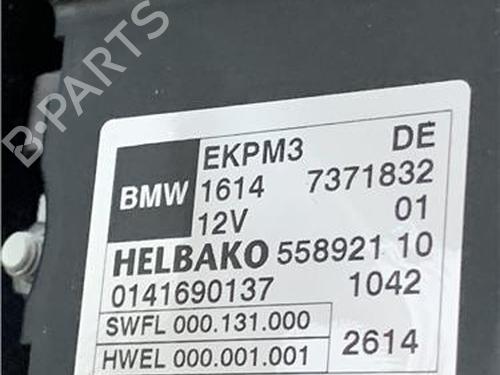 B-PARTS
EKPM3 DE
BMW
1614 7371832
12V 01
HELBAKO 558921 10
0141690137 1042
SWFL 000.131.000
HWEL 000.001.001 2614